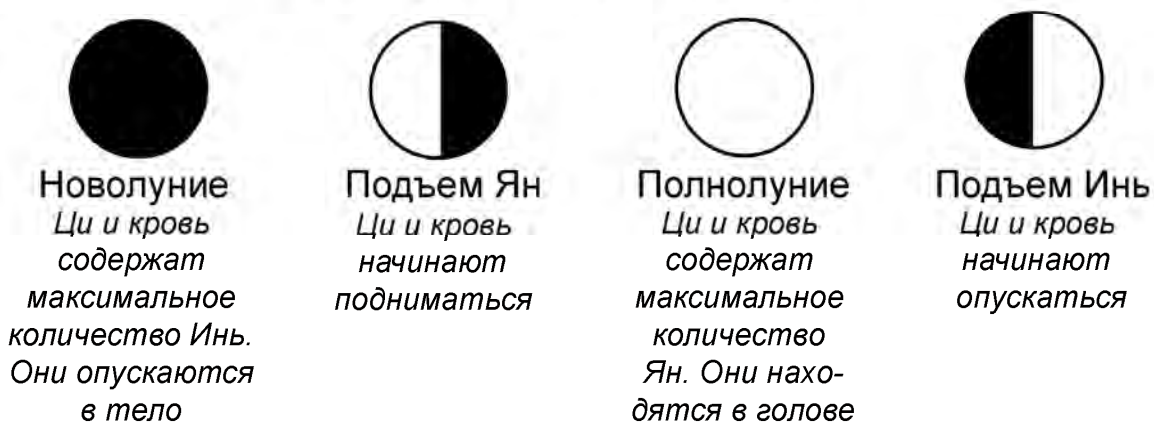 Новолуние
Ци и кровь
содержат
максимальное
количество Инь.
Они опускаются
в тело
Подъем Ян
Ци и кровь
начинают
подниматься
Полнолуние
Ци и кровь
содержат
максимальное
количество
Ян. Они нахо-
дятся в голове
Подъем Инь
Ци и кровь
начинают
опускаться